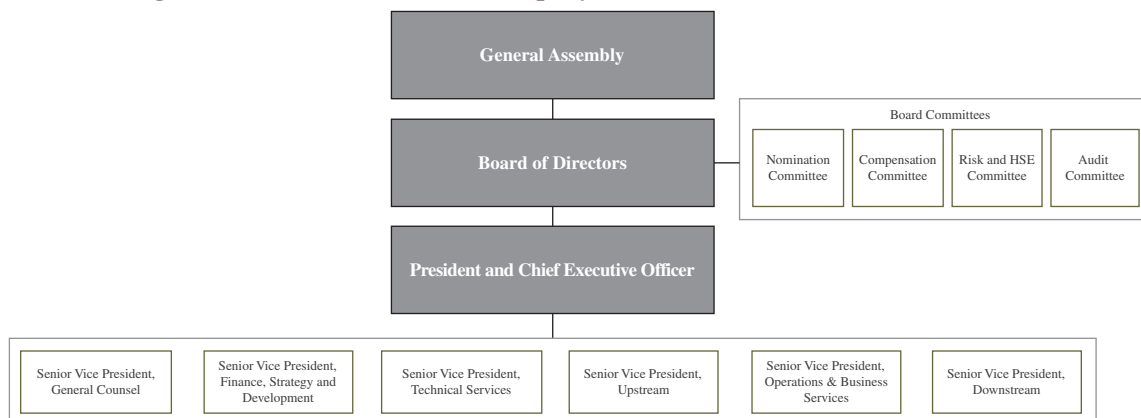 General Assembly
Board Committees
Board of Directors
Nomination
Committee
Compensation
Committee
Risk and HSE
Committee
Audit
Committee
President and Chief Executive Officer
Senior Vice President,
General Counsel
Senior Vice President,
Finance, Strategy and
Development
Senior Vice President,
Technical Services
Senior Vice President,
Upstream
Senior Vice President,
Operations & Business
Services
Senior Vice President,
Downstream